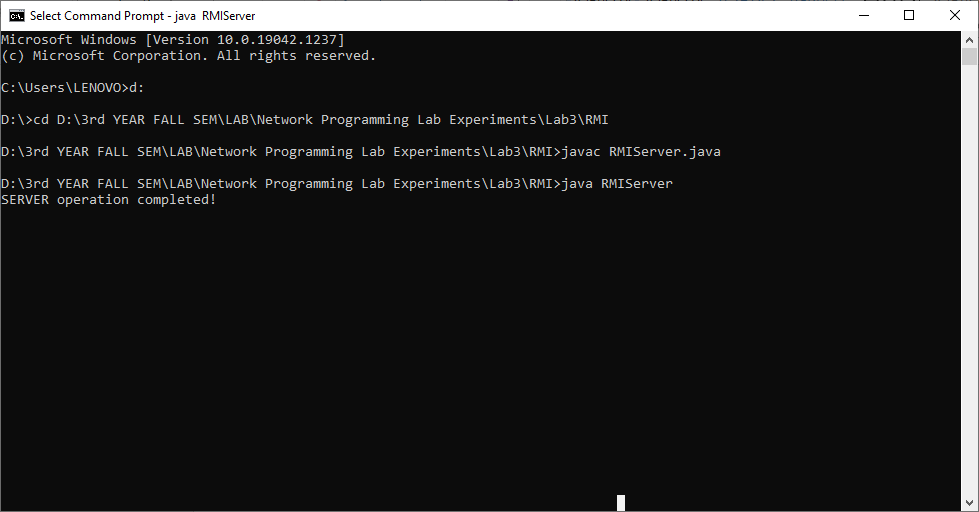 Select Command Prompt - java  RMIServer
Microsoft Windows [Version 10.0.19042.1237]
(c) Microsoft Corporation. All rights reserved.
C:\Users\LENOVO>d:
D:\>cd D:\3rd YEAR FALL SEM\LAB\Network Programming Lab Experiments\Lab3\RMI
D:\3rd YEAR FALL SEM\LAB\Network Programming Lab Experiments\Lab3\RMI>javac RMIServer.java
D:\3rd YEAR FALL SEM\LAB\Network Programming Lab Experiments\Lab3\RMI>java RMIServer
SERVER operation completed!